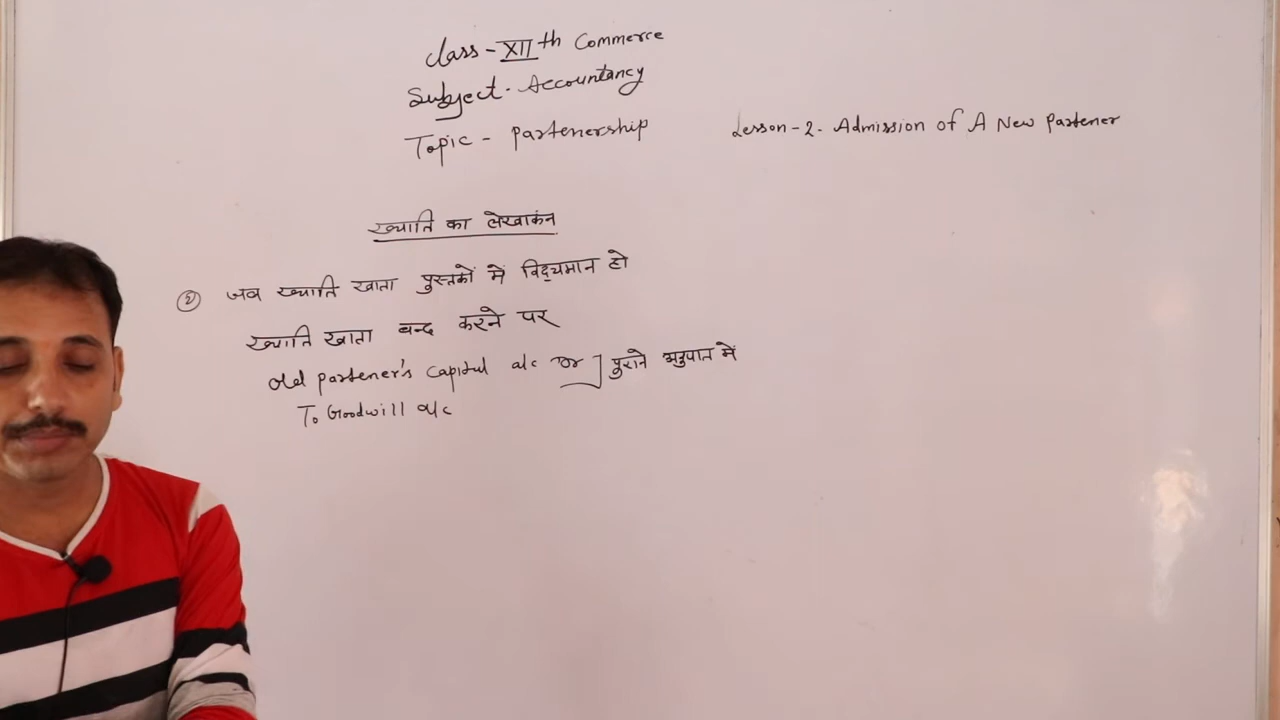 Class - XII th Commerce
Subject - Accountancy
Topic - Partenership
Lesson - 2. Admission of A New Partener
ख्याति का लेखाकंन
② जब ख्याति खाता पुस्तकों में विद्यमान हो
ख्याति खाता बन्द करने पर
Old Partener's Capital a/c Dr ] पुराने अनुपात में
To Goodwill a/c